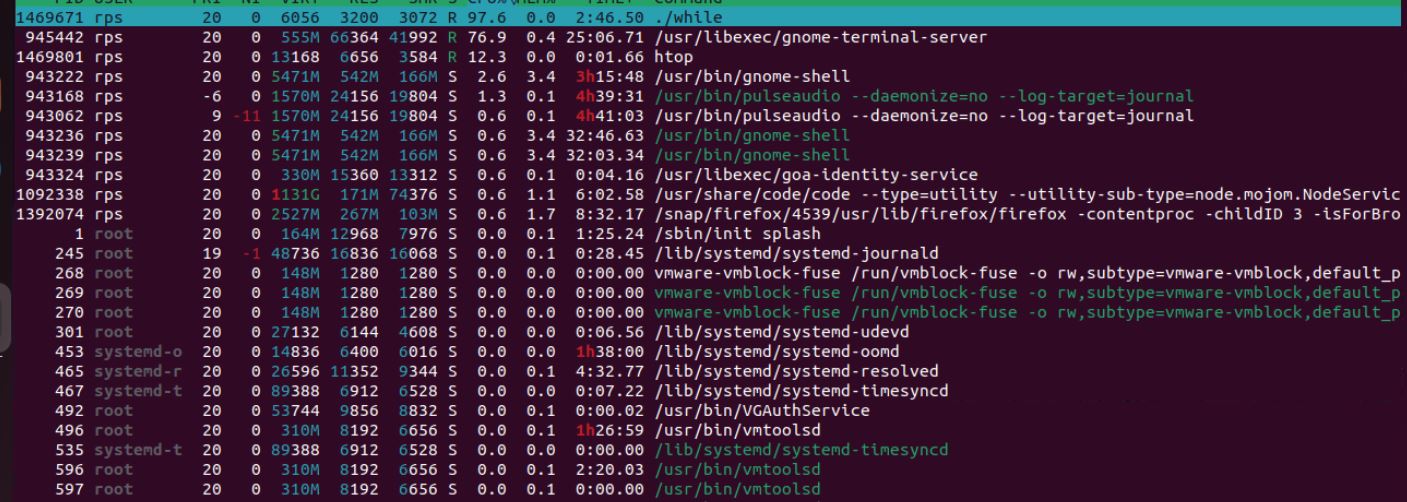 PID USER PRI NI VIRT RES SHR S CPU% MEM% TIME+ Command
1469671 rps 20 0 6056 3200 3072 R 97.6 0.0 2:46.50 ./while
945442 rps 20 0 555M 66364 41992 R 76.9 0.4 25:06.71 /usr/libexec/gnome-terminal-server
1469801 rps 20 0 13168 6656 3584 R 12.3 0.0 0:01.66 htop
943222 rps 20 0 5471M 542M 166M S 2.6 3.4 3h15:48 /usr/bin/gnome-shell
943168 rps -6 0 1570M 24156 19804 S 1.3 0.1 4h39:31 /usr/bin/pulseaudio --daemonize=no --log-target=journal
943062 rps 9 -11 1570M 24156 19804 S 0.6 0.1 4h41:03 /usr/bin/pulseaudio --daemonize=no --log-target=journal
943236 rps 20 0 5471M 542M 166M S 0.6 3.4 32:46.63 /usr/bin/gnome-shell
943239 rps 20 0 5471M 542M 166M S 0.6 3.4 32:03.34 /usr/bin/gnome-shell
943324 rps 20 0 330M 15360 13312 S 0.6 0.1 0:04.16 /usr/libexec/goa-identity-service
1092338 rps 20 0 1131G 171M 74376 S 0.6 1.1 6:02.58 /usr/share/code/code --type=utility --utility-sub-type=node.mojom.NodeServic
1392074 rps 20 0 2527M 267M 103M S 0.6 1.7 8:32.17 /snap/firefox/4539/usr/lib/firefox/firefox -contentproc -childID 3 -isForBro
1 root 20 0 164M 12968 7976 S 0.0 0.1 1:25.24 /sbin/init splash
245 root 19 -1 48736 16836 16068 S 0.0 0.1 0:28.45 /lib/systemd/systemd-journald
268 root 20 0 148M 1280 1280 S 0.0 0.0 0:00.00 vmware-vmblock-fuse /run/vmblock-fuse -o rw,subtype=vmware-vmblock,default_p
269 root 20 0 148M 1280 1280 S 0.0 0.0 0:00.00 vmware-vmblock-fuse /run/vmblock-fuse -o rw,subtype=vmware-vmblock,default_p
270 root 20 0 148M 1280 1280 S 0.0 0.0 0:00.00 vmware-vmblock-fuse /run/vmblock-fuse -o rw,subtype=vmware-vmblock,default_p
301 root 20 0 27132 6144 4608 S 0.0 0.0 0:06.56 /lib/systemd/systemd-udevd
453 systemd-o 20 0 14836 6400 6016 S 0.0 0.0 1h38:00 /lib/systemd/systemd-oomd
465 systemd-r 20 0 26596 11352 9344 S 0.0 0.1 4:32.77 /lib/systemd/systemd-resolved
467 systemd-t 20 0 89388 6912 6528 S 0.0 0.0 0:07.22 /lib/systemd/systemd-timesyncd
492 root 20 0 53744 9856 8832 S 0.0 0.1 0:00.02 /usr/bin/VGAuthService
496 root 20 0 310M 8192 6656 S 0.0 0.1 1h26:59 /usr/bin/vmtoolsd
535 systemd-t 20 0 89388 6912 6528 S 0.0 0.0 0:00.00 /lib/systemd/systemd-timesyncd
596 root 20 0 310M 8192 6656 S 0.0 0.1 2:20.03 /usr/bin/vmtoolsd
597 root 20 0 310M 8192 6656 S 0.0 0.1 0:00.00 /usr/bin/vmtoolsd